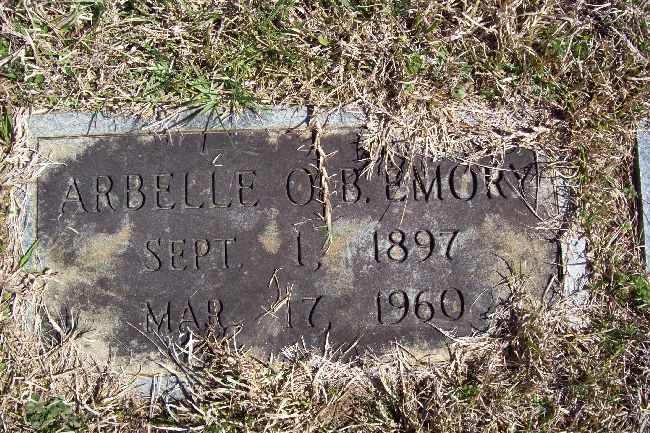 ARBELLE O. B. EMORY
SEPT. 1, 1897
MAR. 17, 1960